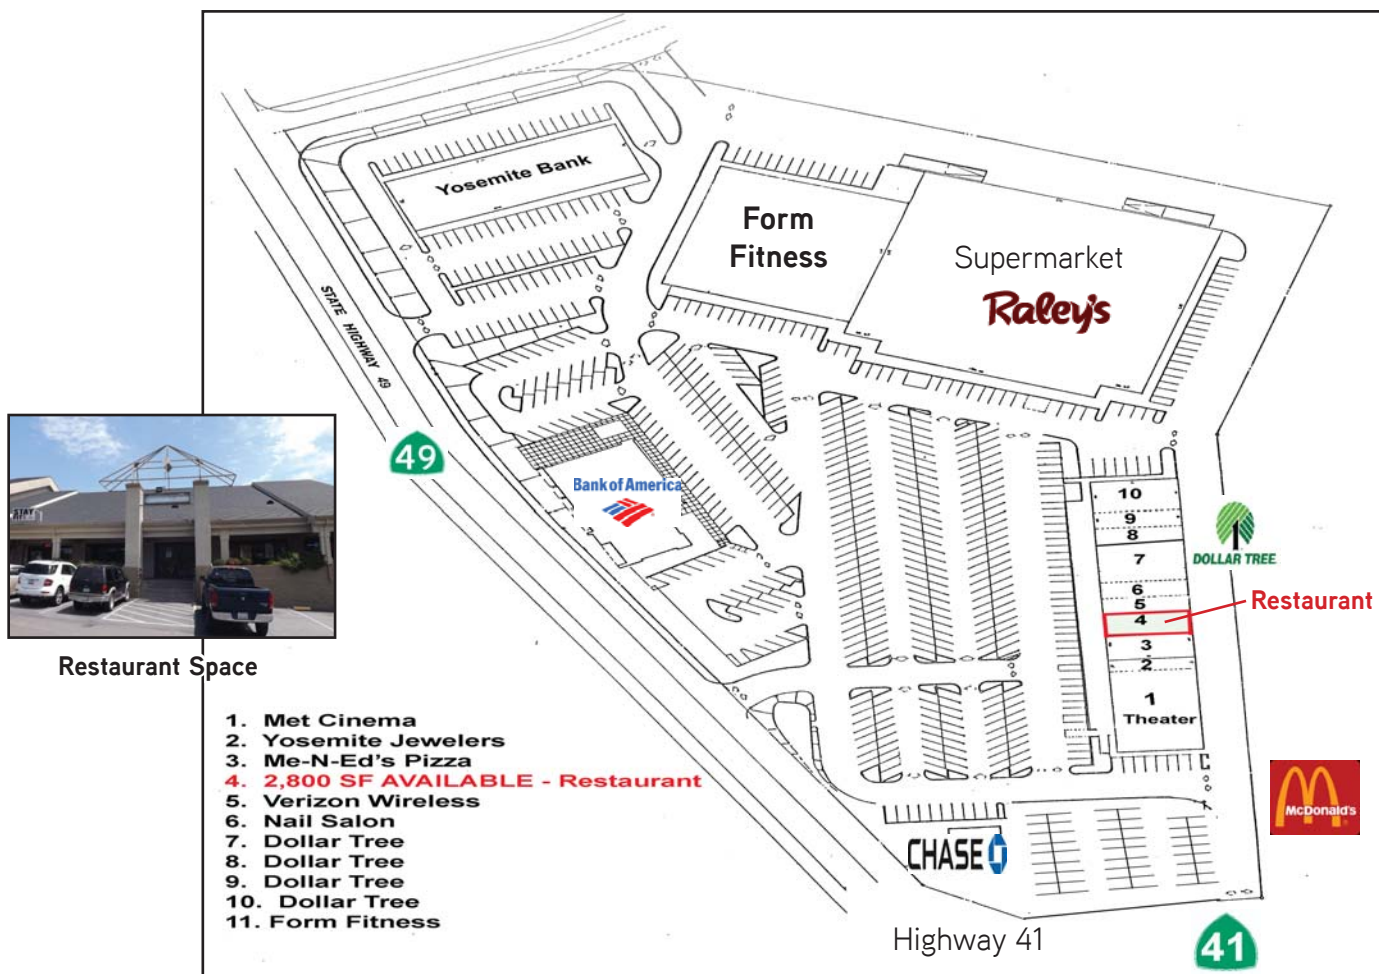 Yosemite Bank
Form
Fitness
Supermarket
Raley's
STATE HIGHWAY 49
49
Bank of America
10
9
8
7
6
5
4
3
2
1
Theater
DOLLAR TREE
Restaurant
STAY
Restaurant Space
1. Met Cinema
2. Yosemite Jewelers
3. Me-N-Ed's Pizza
4. 2,800 SF AVAILABLE - Restaurant
5. Verizon Wireless
6. Nail Salon
7. Dollar Tree
8. Dollar Tree
9. Dollar Tree
10. Dollar Tree
11. Form Fitness
McDonald's
CHASE
Highway 41
41